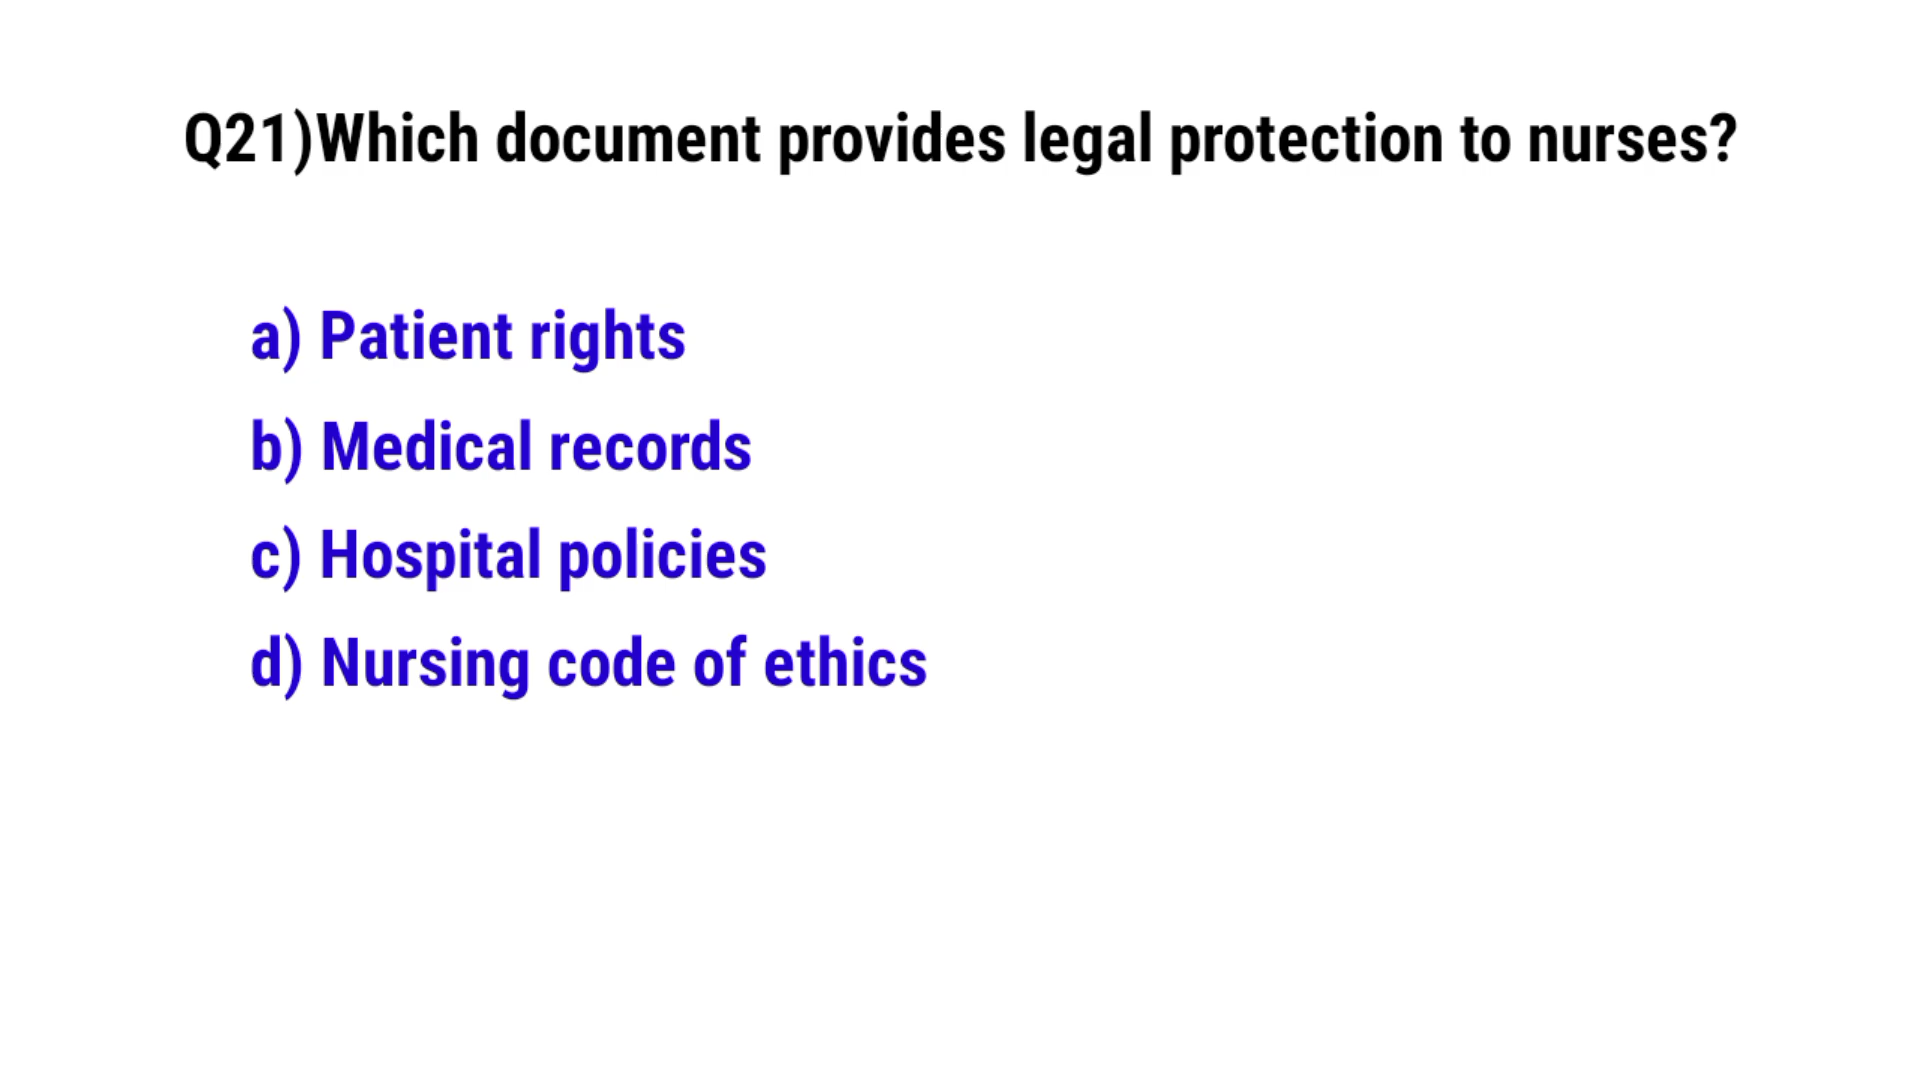 Q21)Which document provides legal protection to nurses?
a) Patient rights
b) Medical records
c) Hospital policies
d) Nursing code of ethics